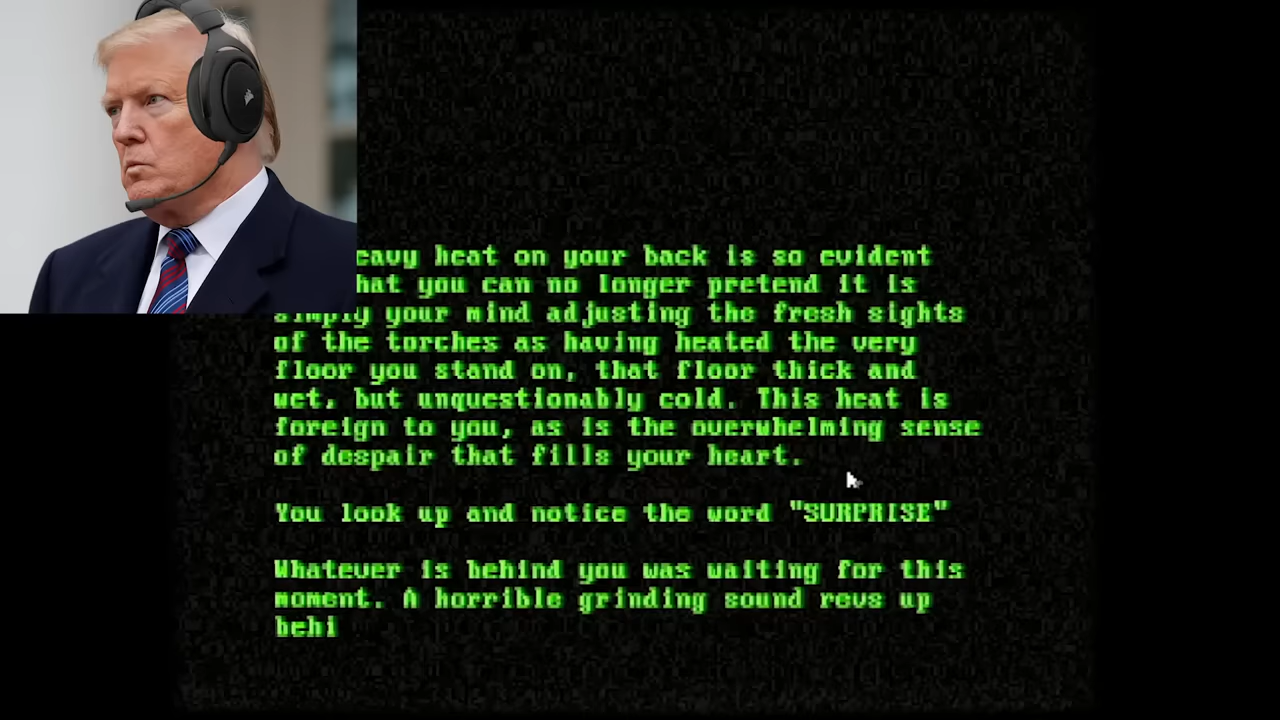 eavy heat on your back is so evident
hat you can no longer pretend it is
simply your mind adjusting the fresh sights
of the torches as having heated the very
floor you stand on, that floor thick and
wet, but unquestionably cold. This heat is
foreign to you, as is the overwhelming sense
of despair that fills your heart.
You look up and notice the word "SURPRISE"
Whatever is behind you was waiting for this
moment. A horrible grinding sound revs up
behi